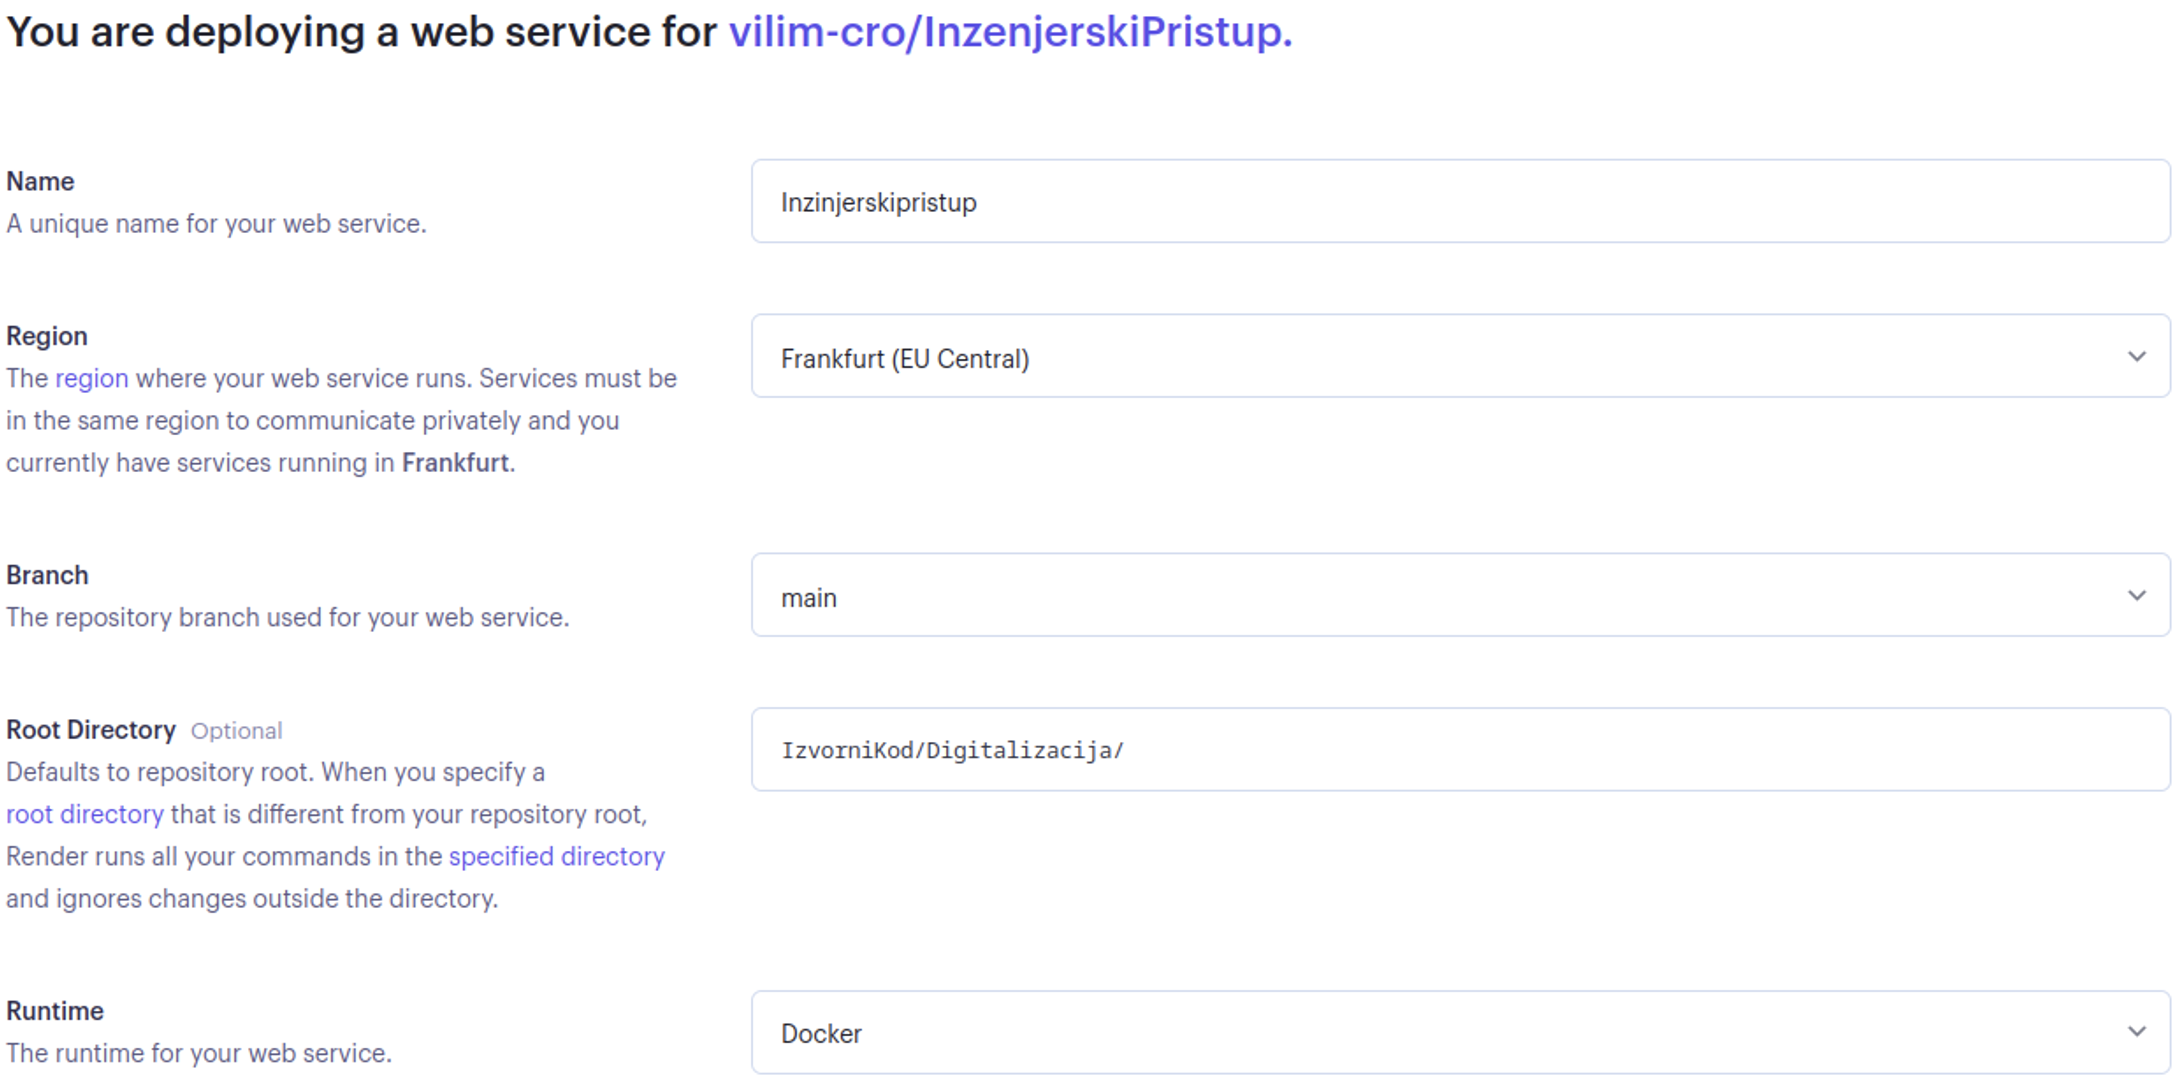 You are deploying a web service for vilim-cro/InzenjerskiPristup.
Name
A unique name for your web service.
Inzinjerskipristup
Region
The region where your web service runs. Services must be
in the same region to communicate privately and you
currently have services running in Frankfurt.
Frankfurt (EU Central)
Branch
The repository branch used for your web service.
main
Root Directory Optional
Defaults to repository root. When you specify a
root directory that is different from your repository root,
Render runs all your commands in the specified directory
and ignores changes outside the directory.
IzvorniKod/Digitalizacija/
Runtime
The runtime for your web service.
Docker